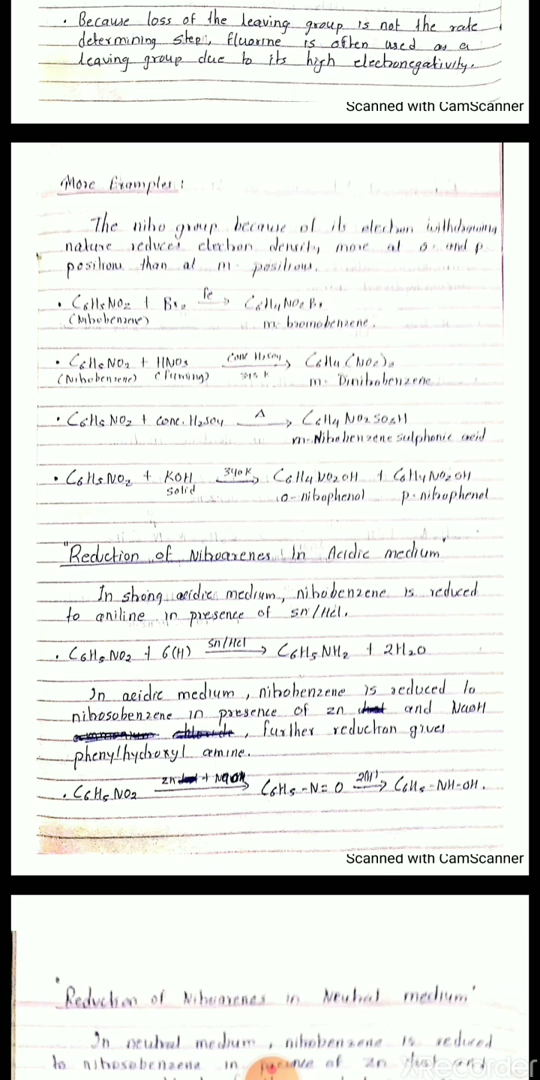 • Because loss of the leaving group is not the rate
determining step, fluorine is often used as a
leaving group due to its high electronegativity.
Scanned with CamScanner
More Examples:
The nitro group because of its electron withdrawing
nature reduces electron density, more at o- and p
positions than at m- positions.
• C6H5NO2 + Br2 Fe → C6H4NO2Br
(Nitrobenzene) m-bromobenzene.
• C6H5NO2 + HNO3 Conc H2SO4 → C6H4(NO2)2
(Nitrobenzene) (fuming) m-Dinitrobenzene
• C6H5NO2 + conc. H2SO4 Δ → C6H4NO2SO3H
m-Nitrobenzene sulphonic acid
• C6H5NO2 + KOH 340K → C6H4NO2OH + C6H4NO2OH
solid o-nitrophenol p-nitrophenol
"Reduction of Nitroarenes In Acidic medium"
In strong acidic medium, nitrobenzene is reduced
to aniline in presence of Sn/Hcl.
• C6H5NO2 + 6(H) Sn/HCl → C6H5NH2 + 2H2O
In acidic medium, nitrobenzene is reduced to
nitrosobenzene in presence of Zn and NaOH
, further reduction gives
phenylhydroxyl amine.
• C6H5NO2 Zn + NaOH → C6H5-N=O 2(H) → C6H5-NH-OH.
Scanned with CamScanner
"Reduction of Nitroarenes in Neutral medium"
In neutral medium, nitrobenzene is reduced
to nitrosobenzene in presence of Zn dust and
XRecorder